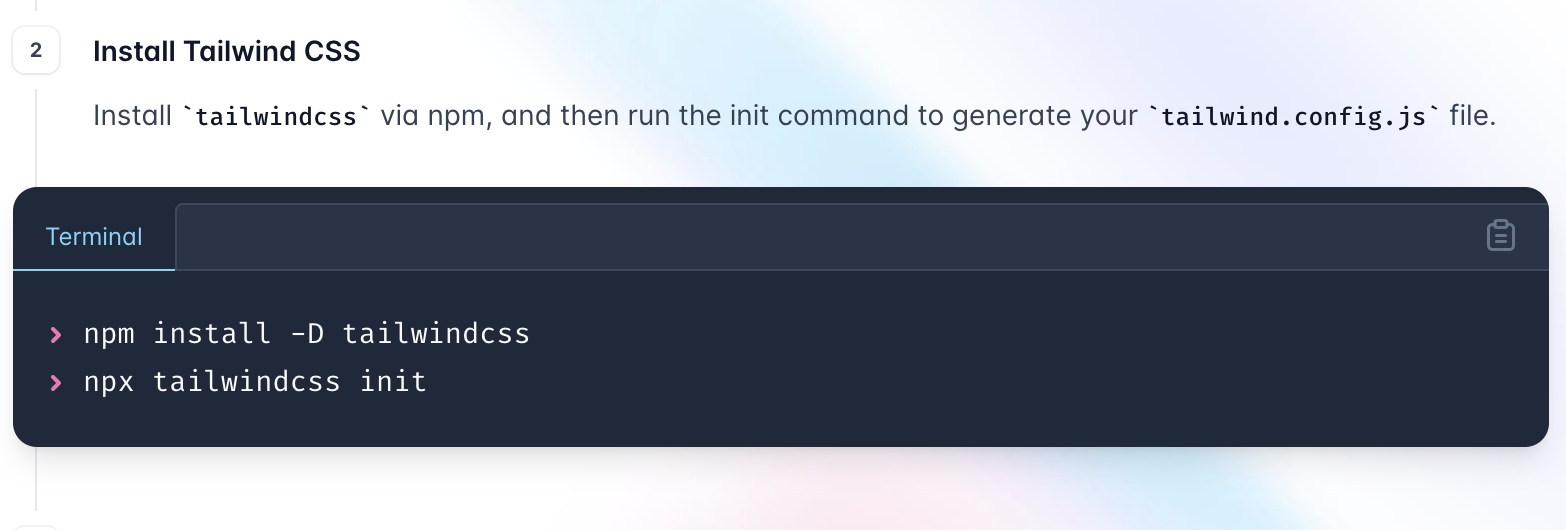 2
Install Tailwind CSS
Install `tailwindcss` via npm, and then run the init command to generate your `tailwind.config.js` file.
Terminal
› npm install -D tailwindcss
› npx tailwindcss init